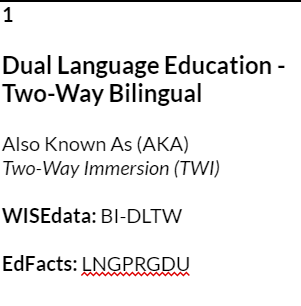 1
Dual Language Education -
Two-Way Bilingual
Also Known As (AKA)
Two-Way Immersion (TWI)
WISEdata: BI-DLTW
EdFacts: LNGPRGDU